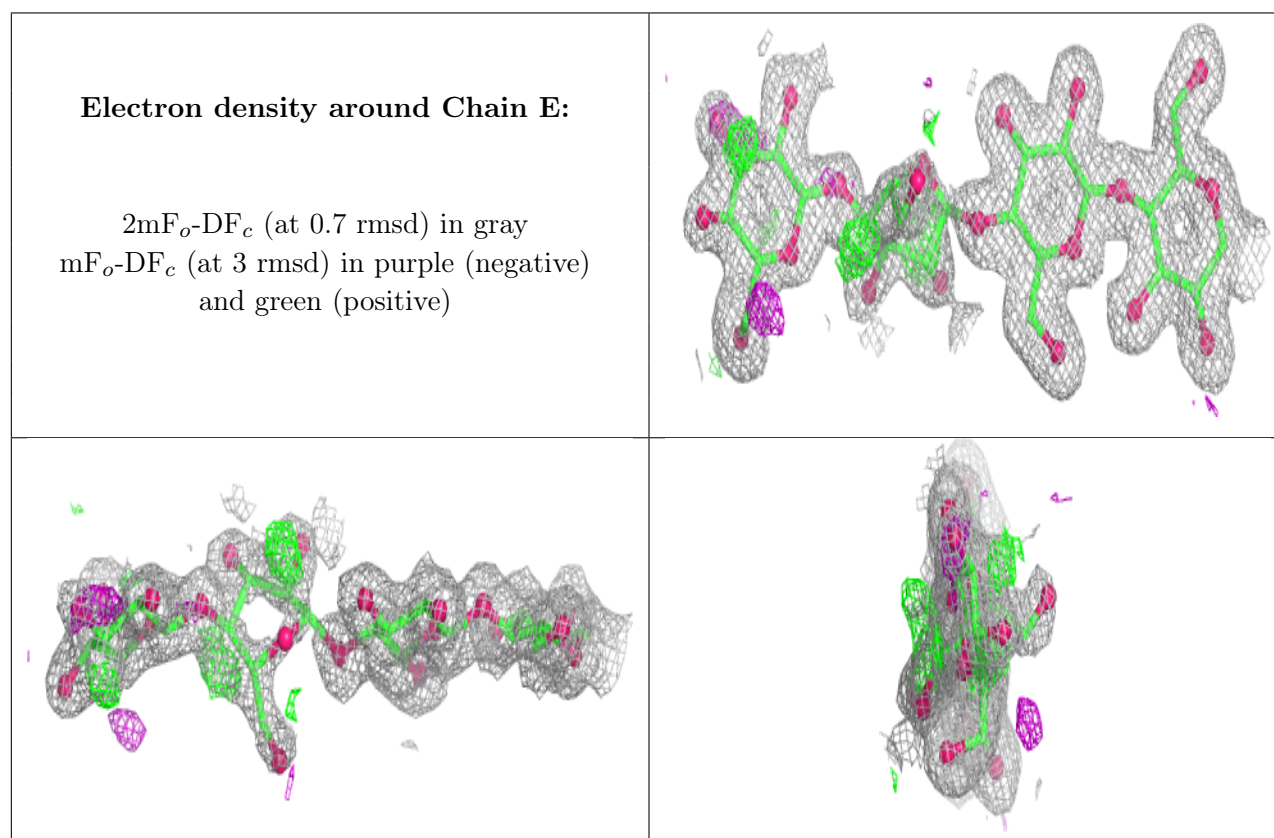 Electron density around Chain E:
2mFo-DFc (at 0.7 rmsd) in gray
mFo-DFc (at 3 rmsd) in purple (negative)
and green (positive)